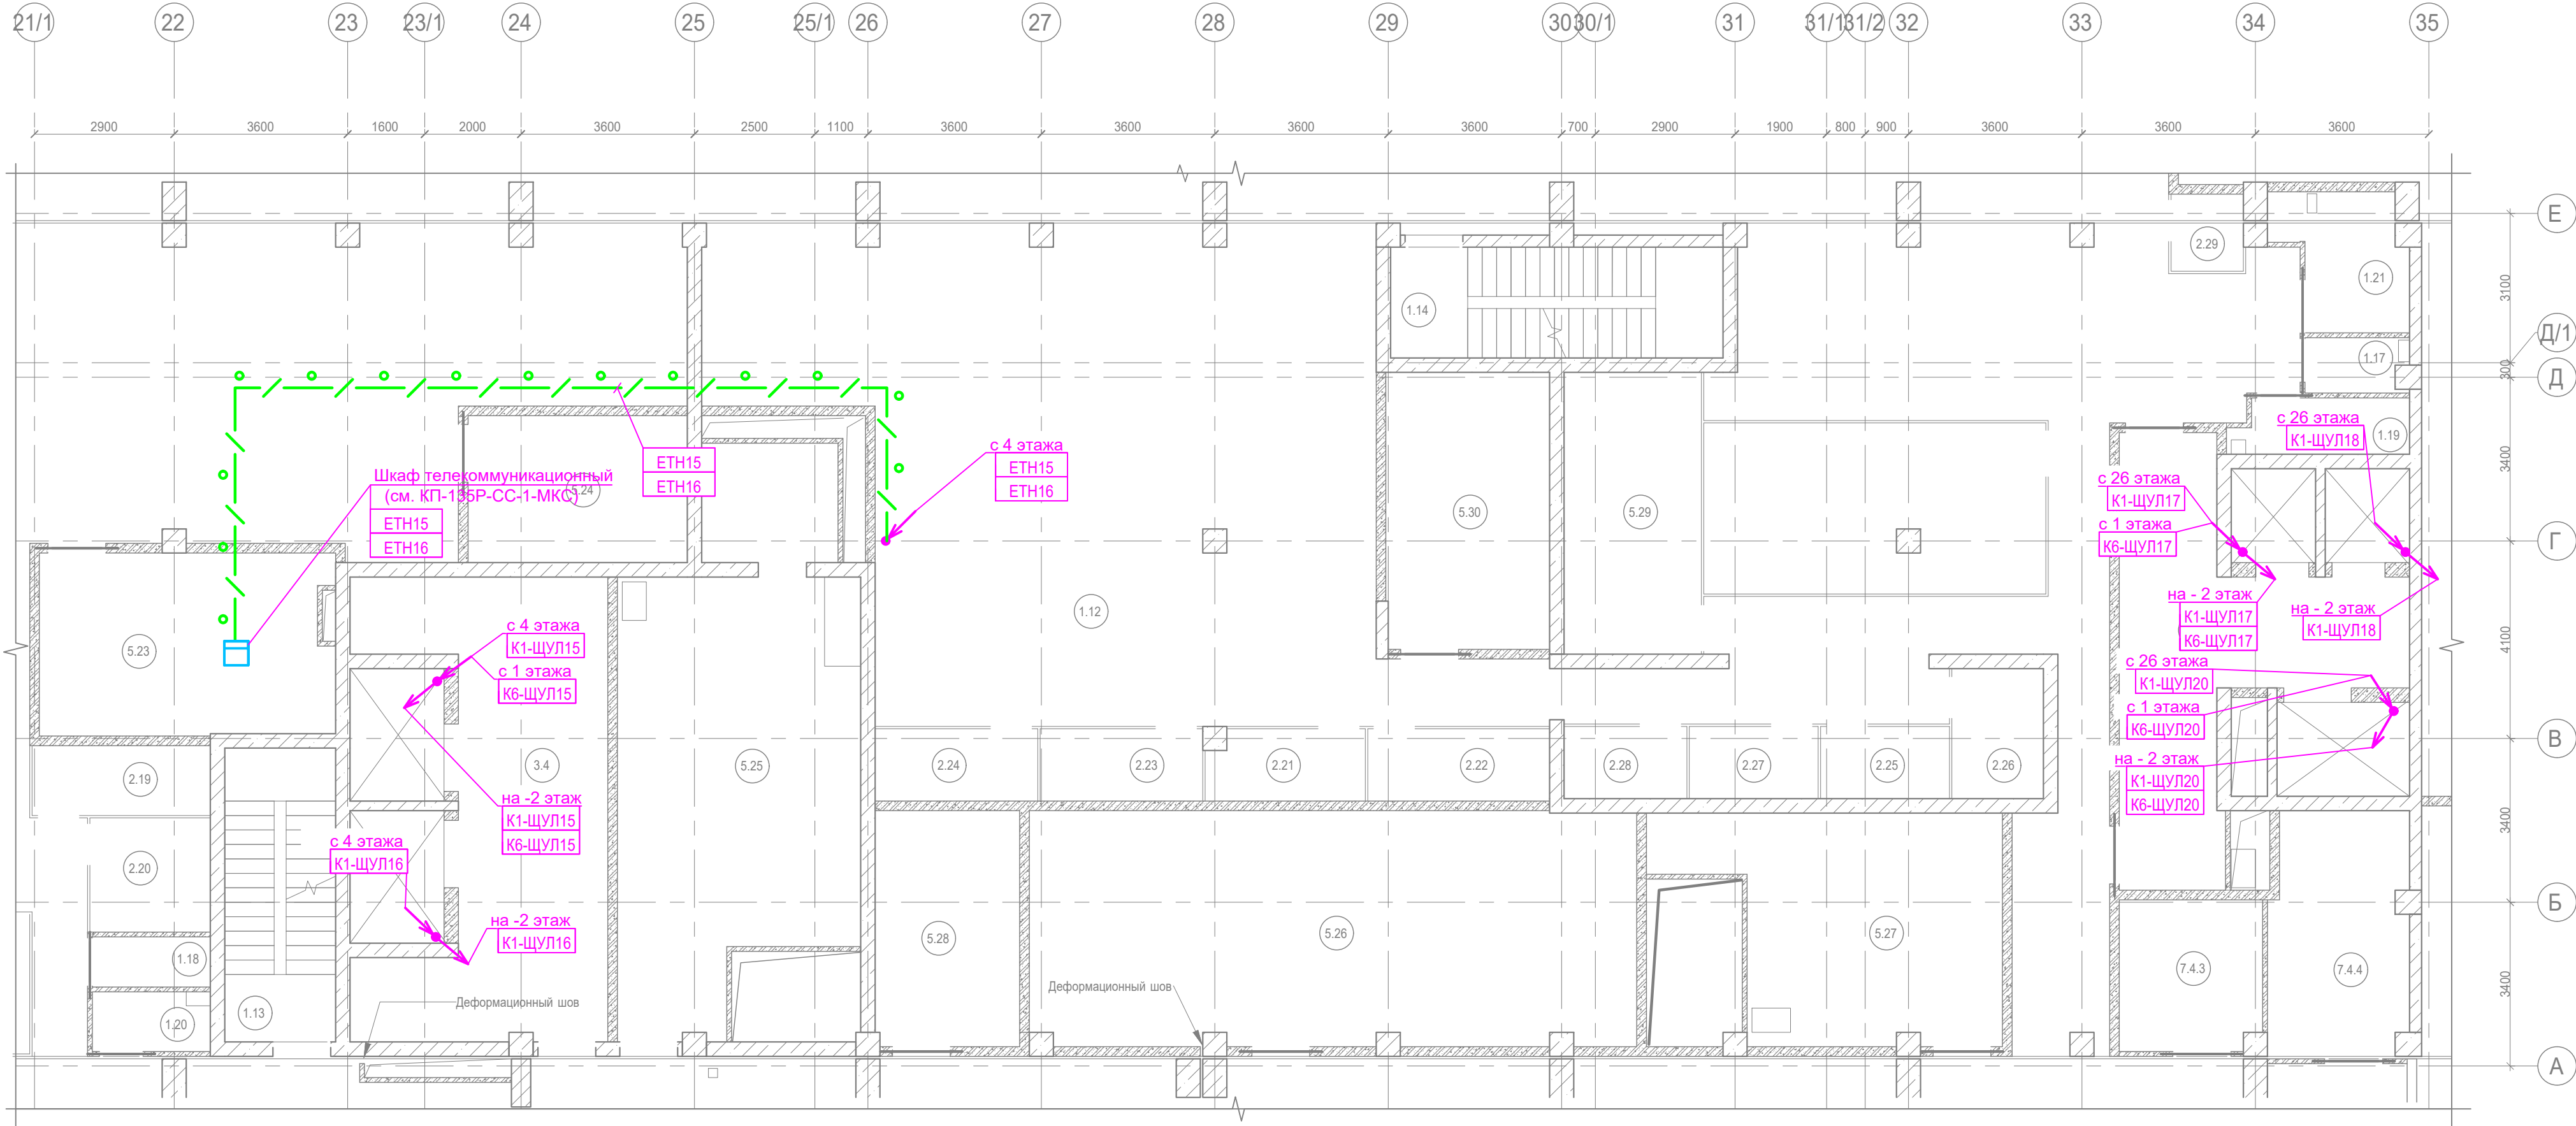 21/1 22 23 23/1 24 25 25/1 26 27 28 29 30 30/1 31 31/1 31/2 32 33 34 35
2900 3600 1600 2000 3600 2500 1100 3600 3600 3600 3600 700 2900 1900 800 900 3600 3600 3600
Е
2.29
3100
1.21
1.14
Д/1
1.17
300
Д
с 26 этажа
К1-ЩУЛ18
1.19
с 4 этажа
ETH15
ETH16
ETH15
ETH16
3400
Шкаф телекоммуникационный
(см. КП-135Р-СС-1-МКС)
ETH15
ETH16
5.24
с 26 этажа
К1-ЩУЛ17
с 1 этажа
К6-ЩУЛ17
5.30
5.29
Г
на - 2 этаж
К1-ЩУЛ17
К6-ЩУЛ17
на - 2 этаж
К1-ЩУЛ18
1.12
4100
с 4 этажа
К1-ЩУЛ15
с 1 этажа
К6-ЩУЛ15
5.23
с 26 этажа
К1-ЩУЛ20
с 1 этажа
К6-ЩУЛ20
В
на - 2 этаж
К1-ЩУЛ20
К6-ЩУЛ20
2.19
3.4
5.25
2.24
2.23
2.21
2.22
2.28
2.27
2.25
2.26
на -2 этаж
К1-ЩУЛ15
К6-ЩУЛ15
3400
с 4 этажа
К1-ЩУЛ16
2.20
Б
на -2 этаж
К1-ЩУЛ16
5.28
5.26
5.27
1.18
7.4.3
7.4.4
3400
Деформационный шов
Деформационный шов
1.13
1.20
А